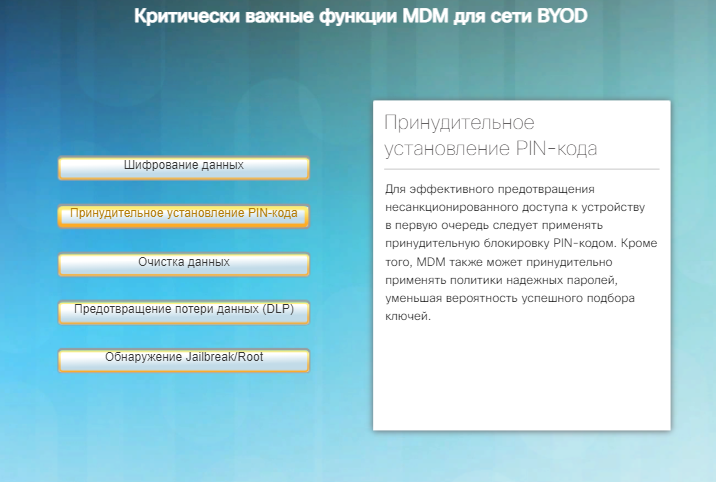 Критически важные функции MDM для сети BYOD
Шифрование данных
Принудительное установление PIN-кода
Очистка данных
Предотвращение потери данных (DLP)
Обнаружение Jailbreak/Root
Принудительное
установление PIN-кода
Для эффективного предотвращения
несанкционированного доступа к устройству
в первую очередь следует применять
принудительную блокировку PIN-кодом. Кроме
того, MDM также может принудительно
применять политики надежных паролей,
уменьшая вероятность успешного подбора
ключей.